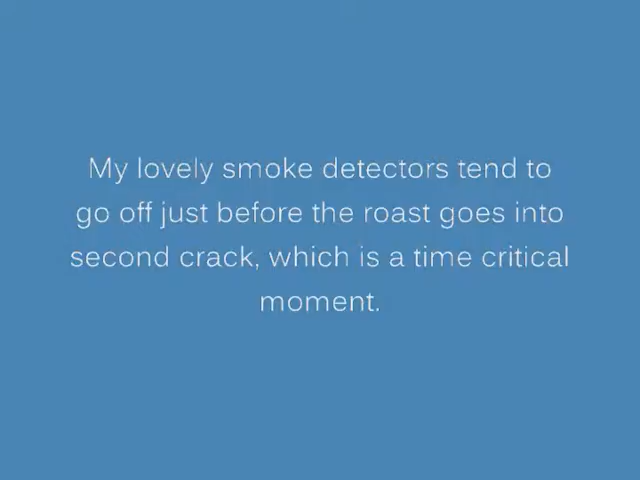 My lovely smoke detectors tend to
go off just before the roast goes into
second crack, which is a time critical
moment.